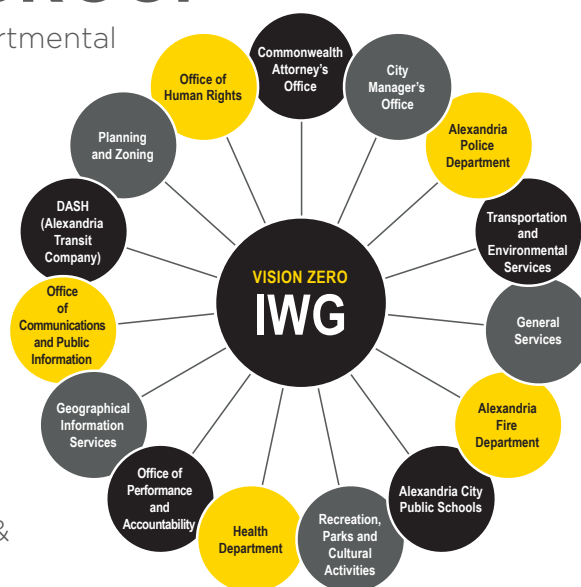 rtmental
Commonwealth
Attorney's
Office
City
Manager's
Office
Alexandria
Police
Department
Transportation
and
Environmental
Services
General
Services
Alexandria
Fire
Department
Alexandria City
Public Schools
Recreation,
Parks and
Cultural
Activities
Health
Department
Office of
Performance
and
Accountability
Geographical
Information
Services
Office
of
Communications
and Public
Information
DASH
(Alexandria
Transit
Company)
Planning
and Zoning
Office of
Human Rights
VISION ZERO
IWG
&